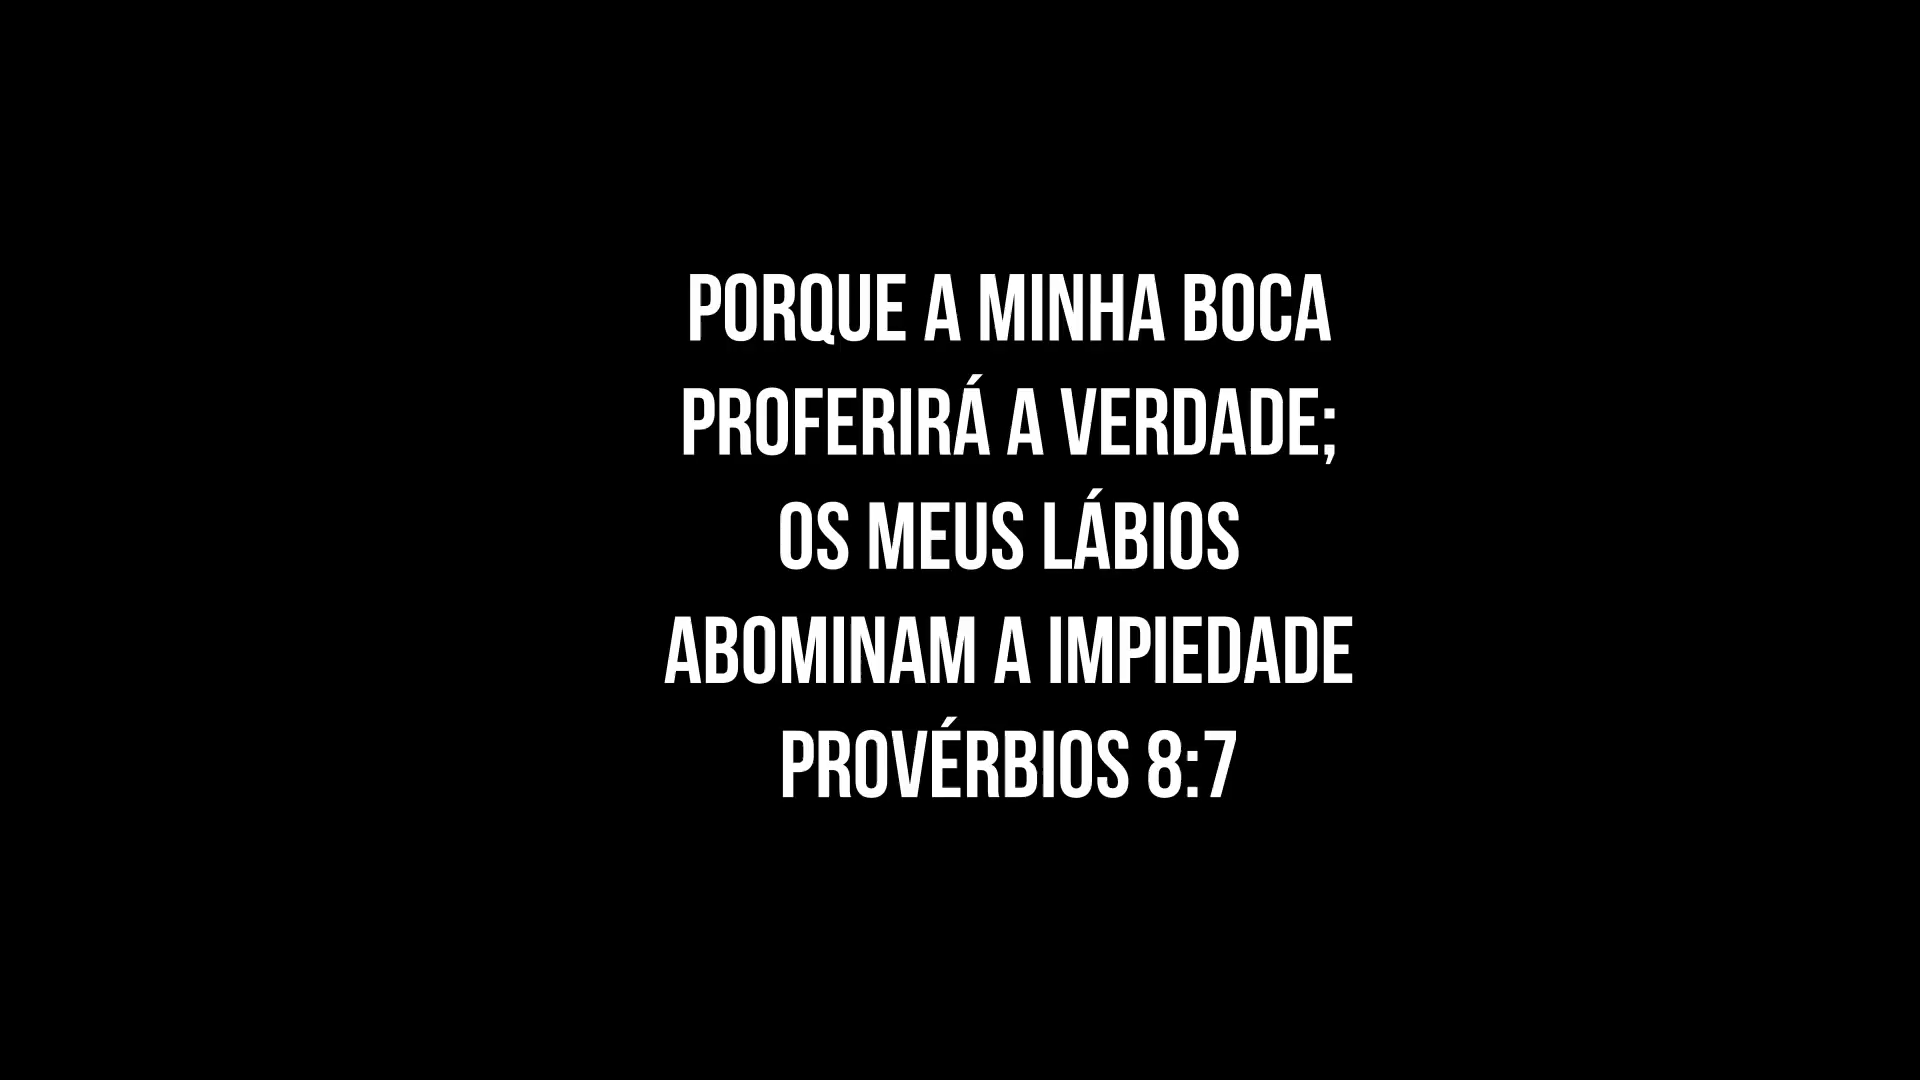 PORQUE A MINHA BOCA
PROFERIRÁ A VERDADE;
OS MEUS LÁBIOS
ABOMINAM A IMPIEDADE
PROVÉRBIOS 8:7